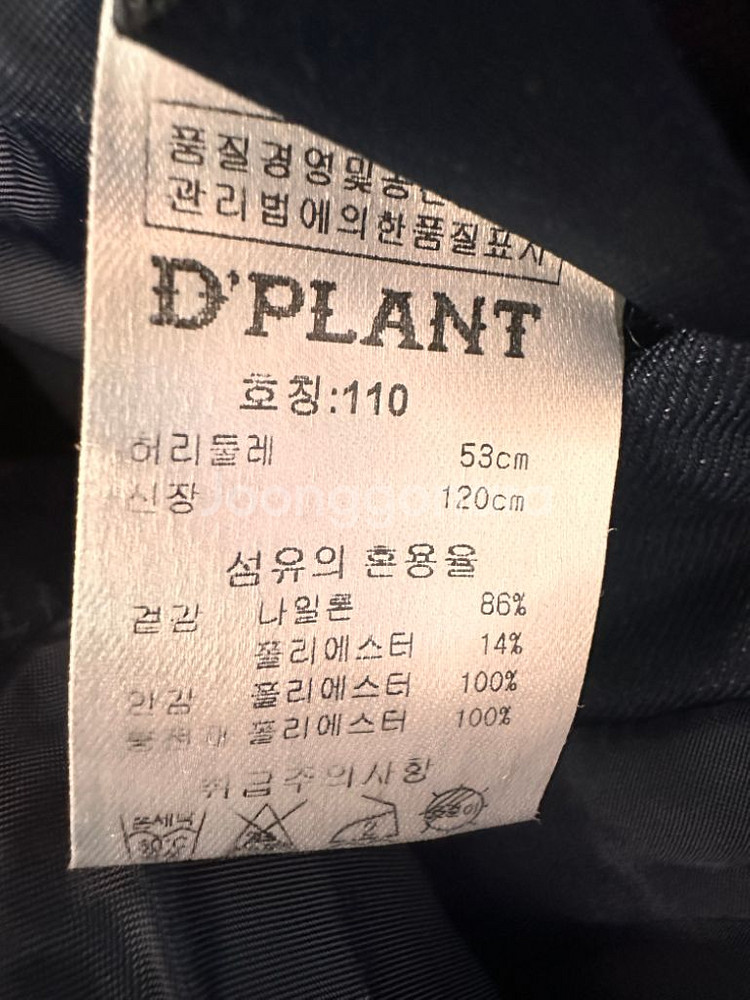 품질경영및공산
관리법에의한품질표시
D'PLANT
호칭:110
허리둘레 53cm
신장 120cm
섬유의 혼용율
겉감 나일론 86%
폴리에스터 14%
안감 폴리에스터 100%
충전재 폴리에스터 100%
취급주의사항